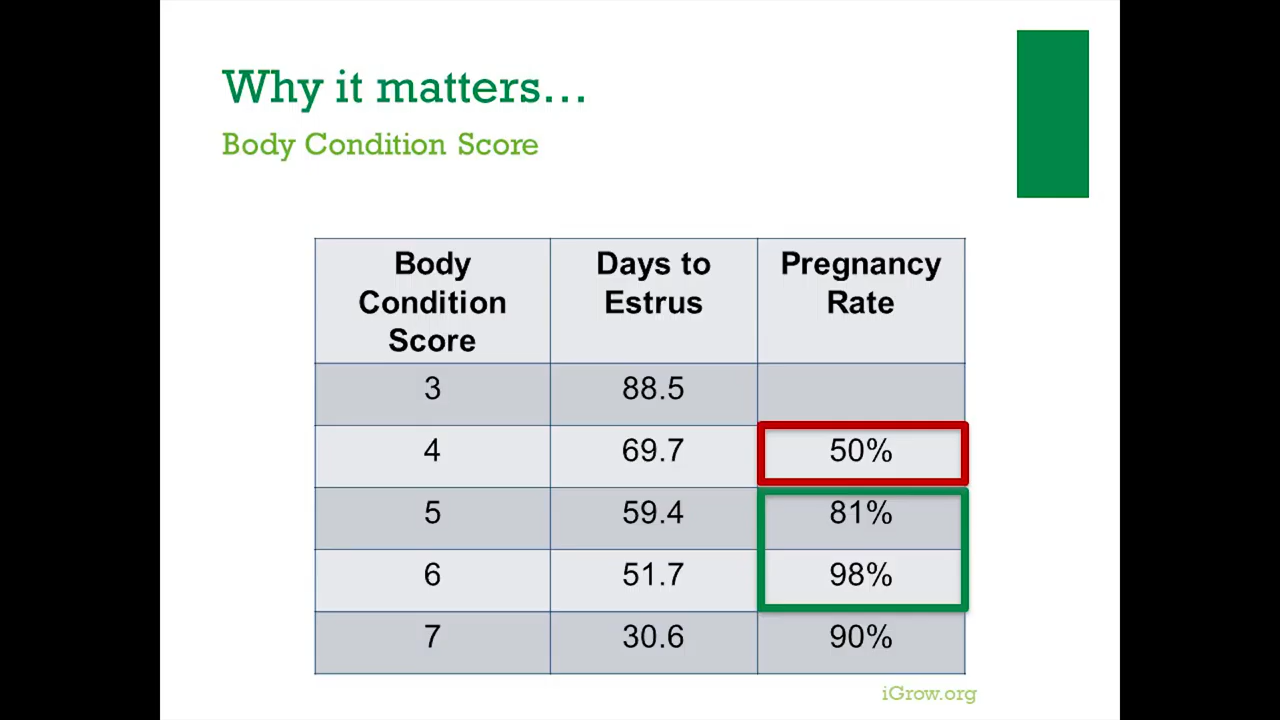 Why it matters...
Body Condition Score
Body Condition Score Days to Estrus Pregnancy Rate
3 88.5
4 69.7 50%
5 59.4 81%
6 51.7 98%
7 30.6 90%
iGrow.org